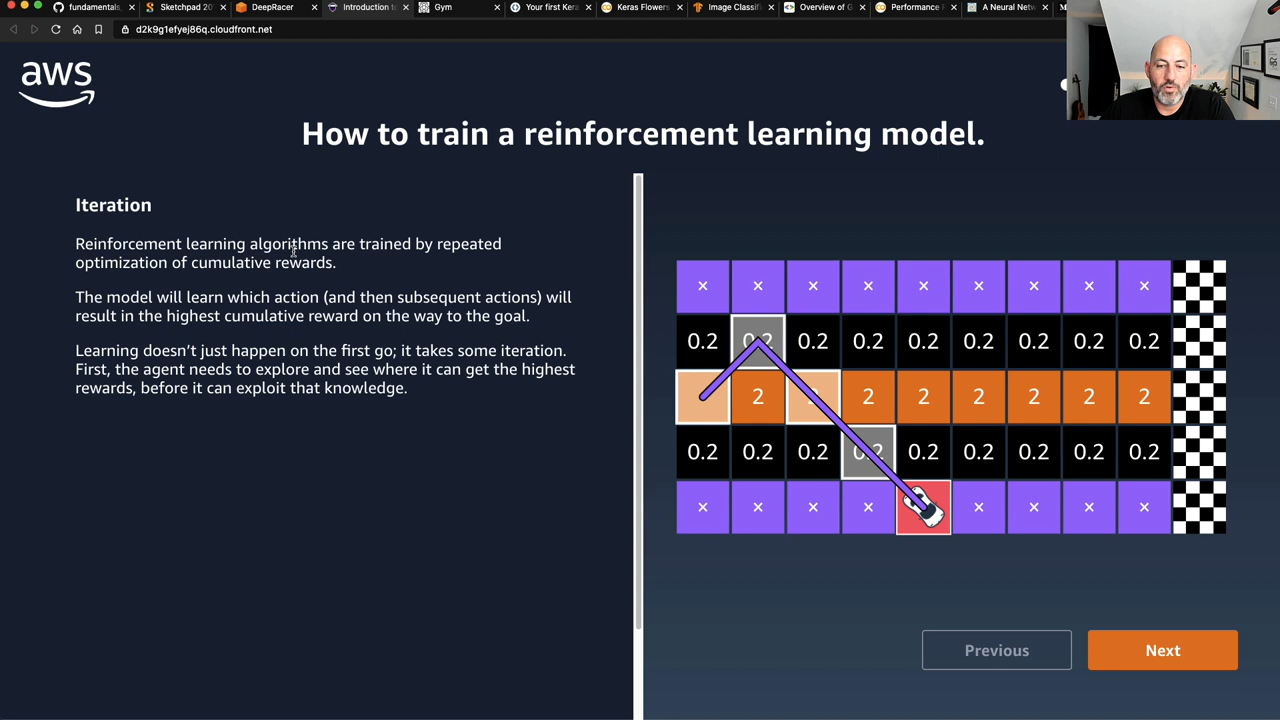 fundamentals_
Sketchpad 20
DeepRacer
Introduction to
Gym
Your first Kera
Keras Flowers
Image Classifi
Overview of G
Performance F
A Neural Netw
d2k9g1efyej86q.cloudfront.net
aws
How to train a reinforcement learning model.
Iteration
Reinforcement learning algorithms are trained by repeated
optimization of cumulative rewards.
The model will learn which action (and then subsequent actions) will
result in the highest cumulative reward on the way to the goal.
Learning doesn't just happen on the first go; it takes some iteration.
First, the agent needs to explore and see where it can get the highest
rewards, before it can exploit that knowledge.
× × × × × × × × ×
0.2 0.2 0.2 0.2 0.2 0.2 0.2 0.2 0.2
2 2 2 2 2 2 2 2
0.2 0.2 0.2 0.2 0.2 0.2 0.2 0.2 0.2
× × × × × × × ×
Previous
Next